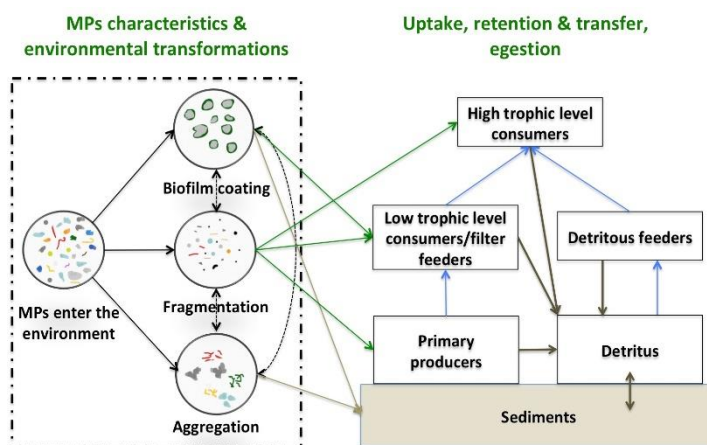 MPs characteristics &
environmental transformations
Uptake, retention & transfer,
egestion
Biofilm coating
MPs enter the
environment
Fragmentation
Aggregation
High trophic level
consumers
Low trophic level
consumers/filter
feeders
Detritous feeders
Primary
producers
Detritus
Sediments